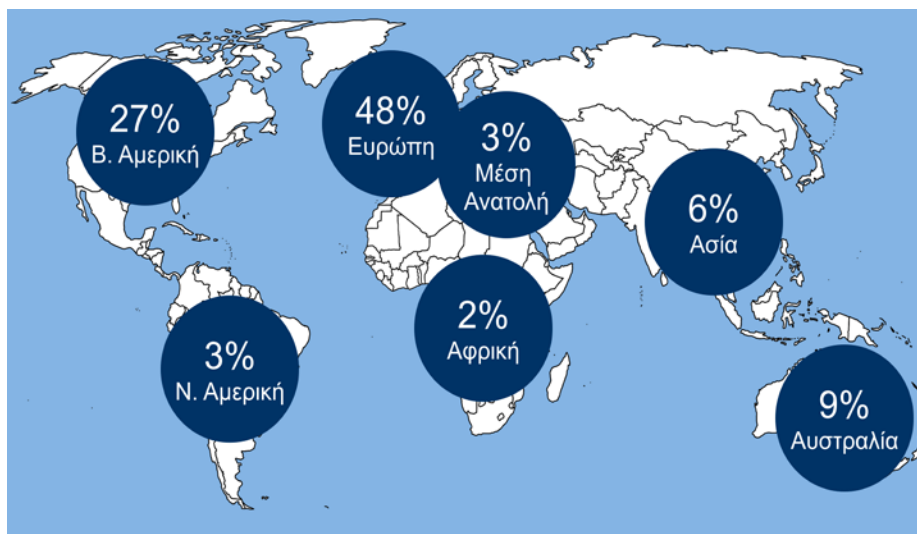 27%
Β. Αμερική
48%
Ευρώπη
3%
Μέση
Ανατολή
6%
Ασία
2%
Αφρική
3%
Ν. Αμερική
9%
Αυστραλία